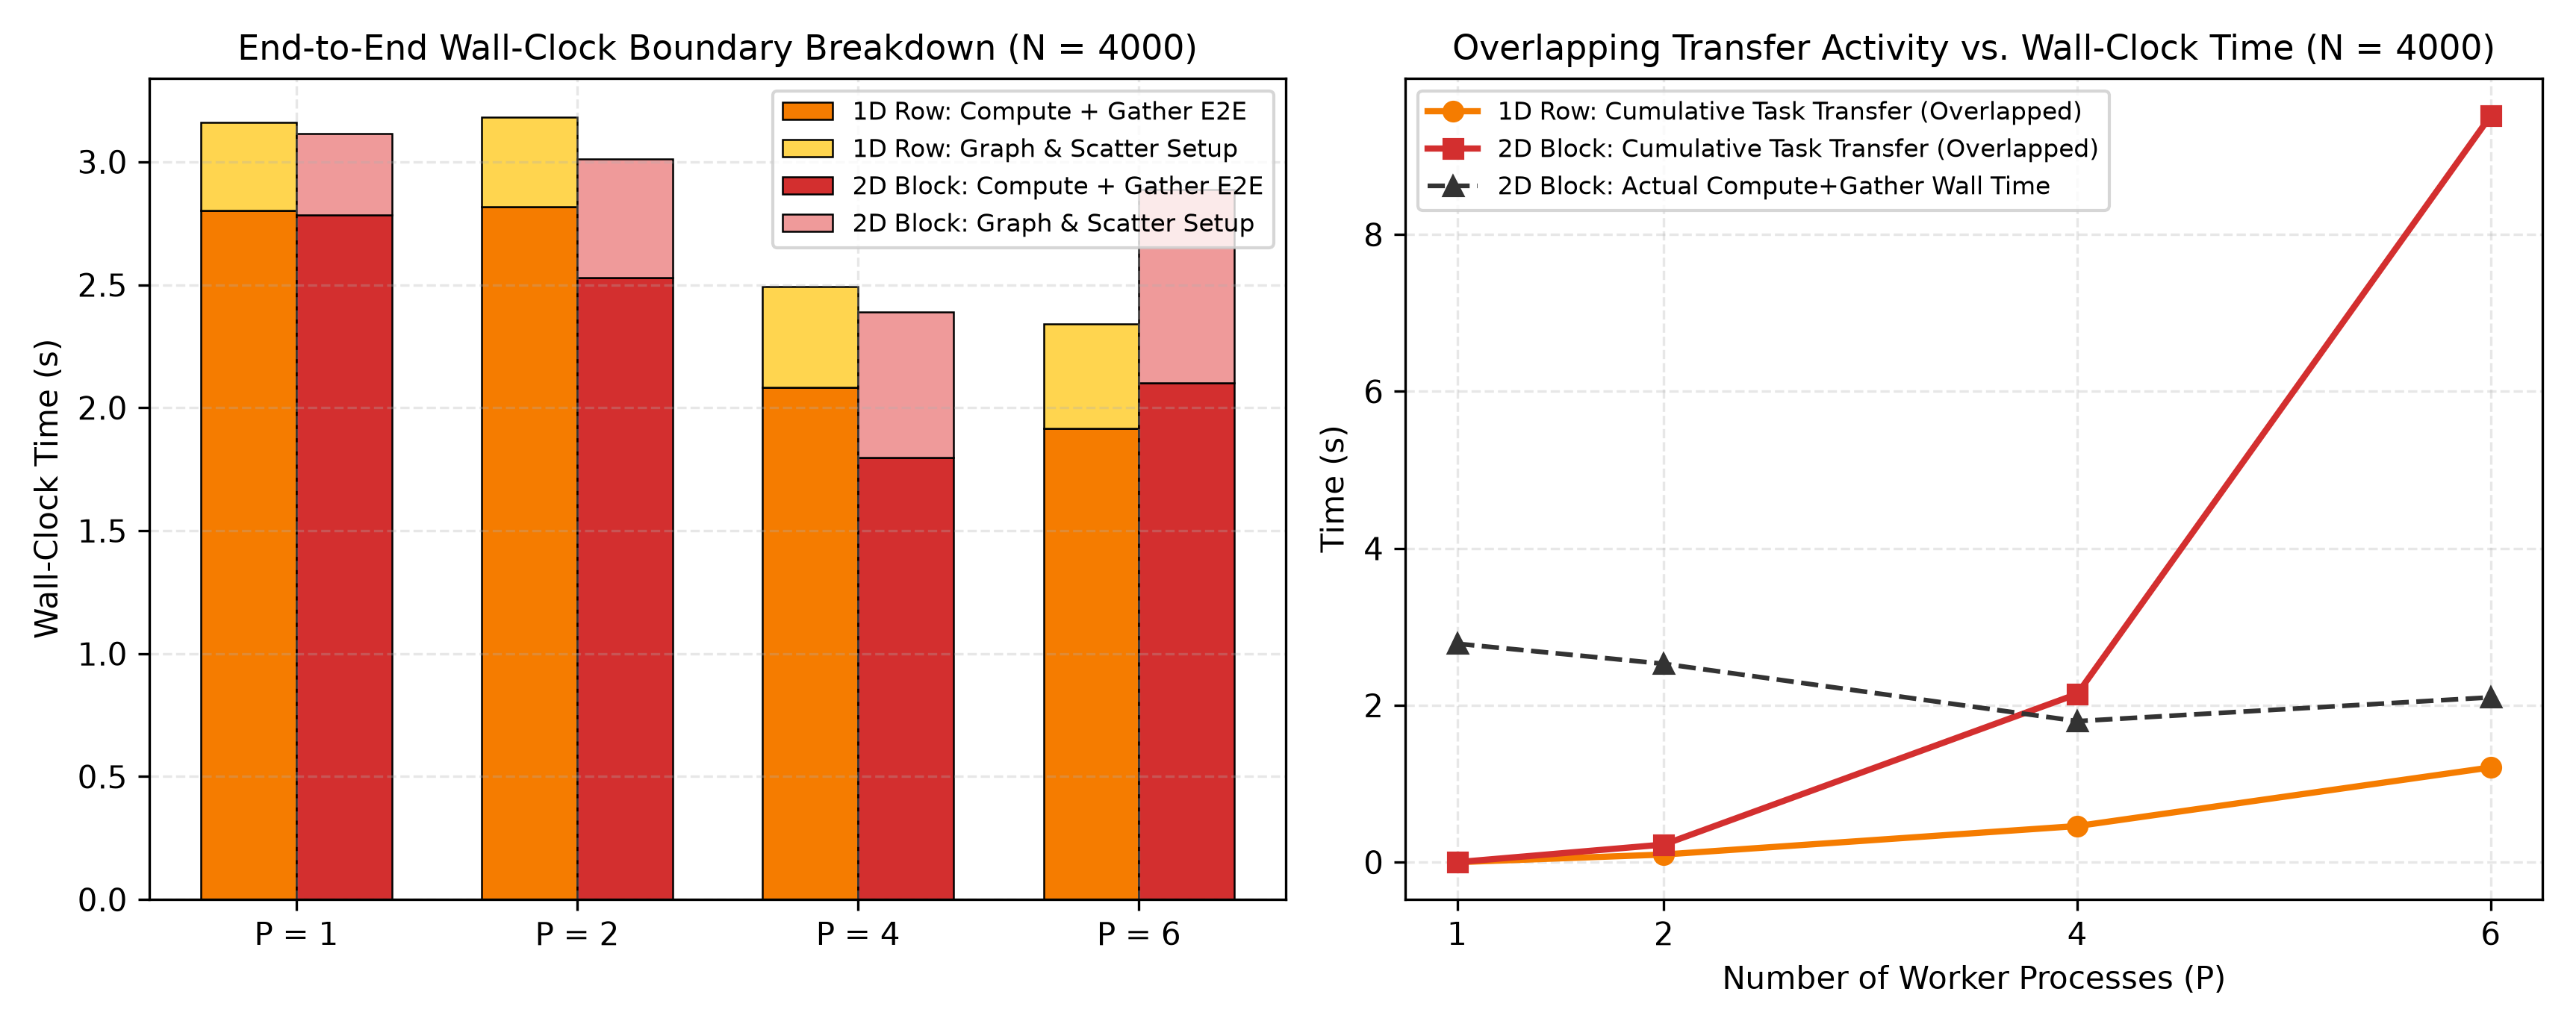 End-to-End Wall-Clock Boundary Breakdown (N = 4000)
1D Row: Compute + Gather E2E
1D Row: Graph & Scatter Setup
2D Block: Compute + Gather E2E
2D Block: Graph & Scatter Setup
Wall-Clock Time (s)
3.0
2.5
2.0
1.5
1.0
0.5
0.0
P = 1
P = 2
P = 4
P = 6
Overlapping Transfer Activity vs. Wall-Clock Time (N = 4000)
1D Row: Cumulative Task Transfer (Overlapped)
2D Block: Cumulative Task Transfer (Overlapped)
2D Block: Actual Compute+Gather Wall Time
Time (s)
8
6
4
2
0
1
2
4
6
Number of Worker Processes (P)